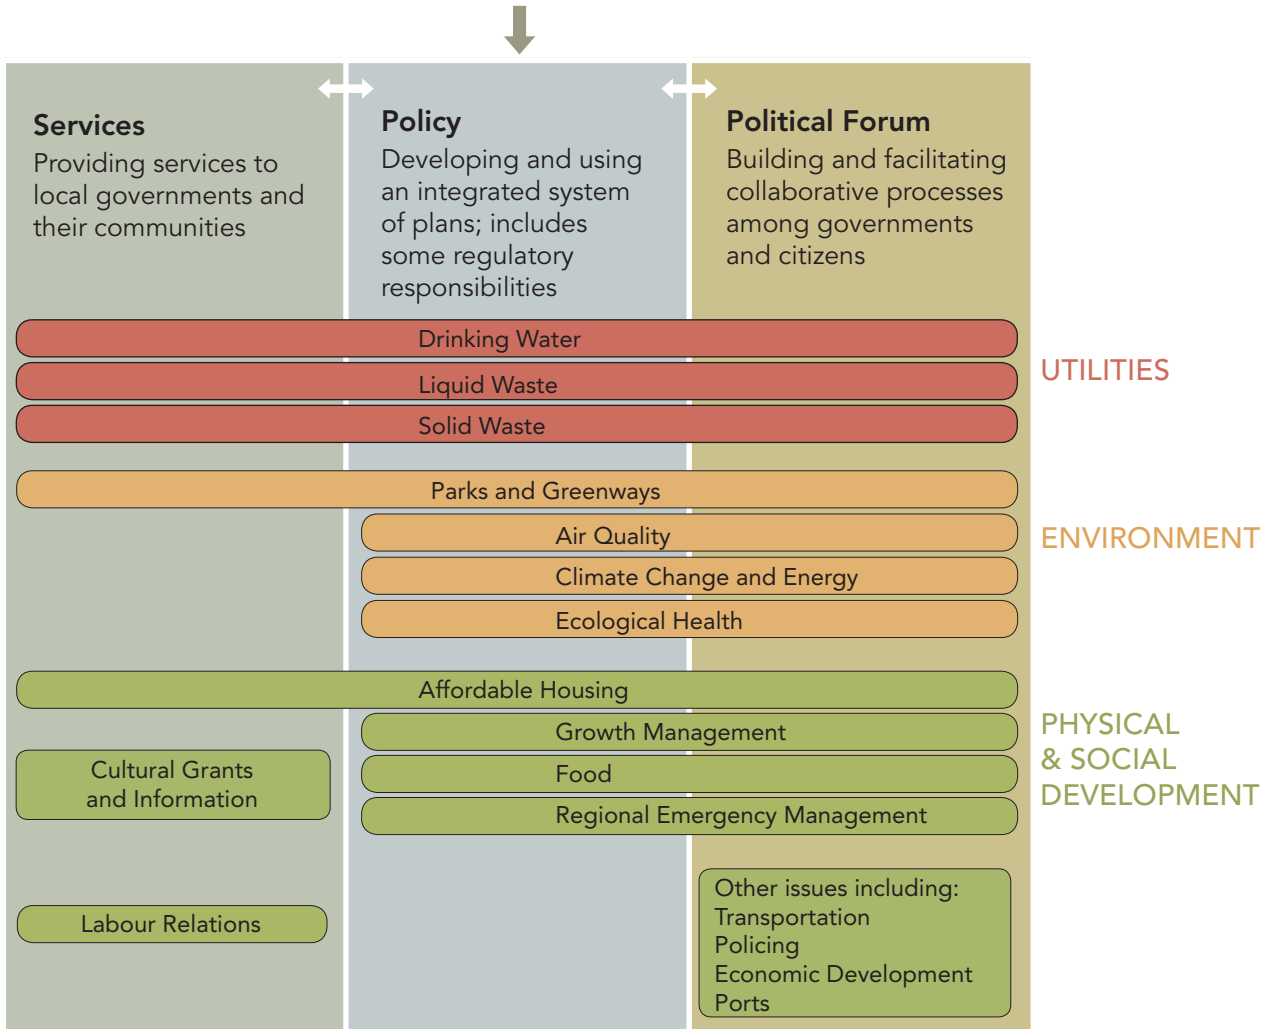 Services
Providing services to
local governments and
their communities
Policy
Developing and using
an integrated system
of plans; includes
some regulatory
responsibilities
Political Forum
Building and facilitating
collaborative processes
among governments
and citizens
Drinking Water
Liquid Waste
Solid Waste
UTILITIES
Parks and Greenways
Air Quality
Climate Change and Energy
Ecological Health
ENVIRONMENT
Affordable Housing
Growth Management
Food
Regional Emergency Management
Cultural Grants
and Information
PHYSICAL
& SOCIAL
DEVELOPMENT
Labour Relations
Other issues including:
Transportation
Policing
Economic Development
Ports